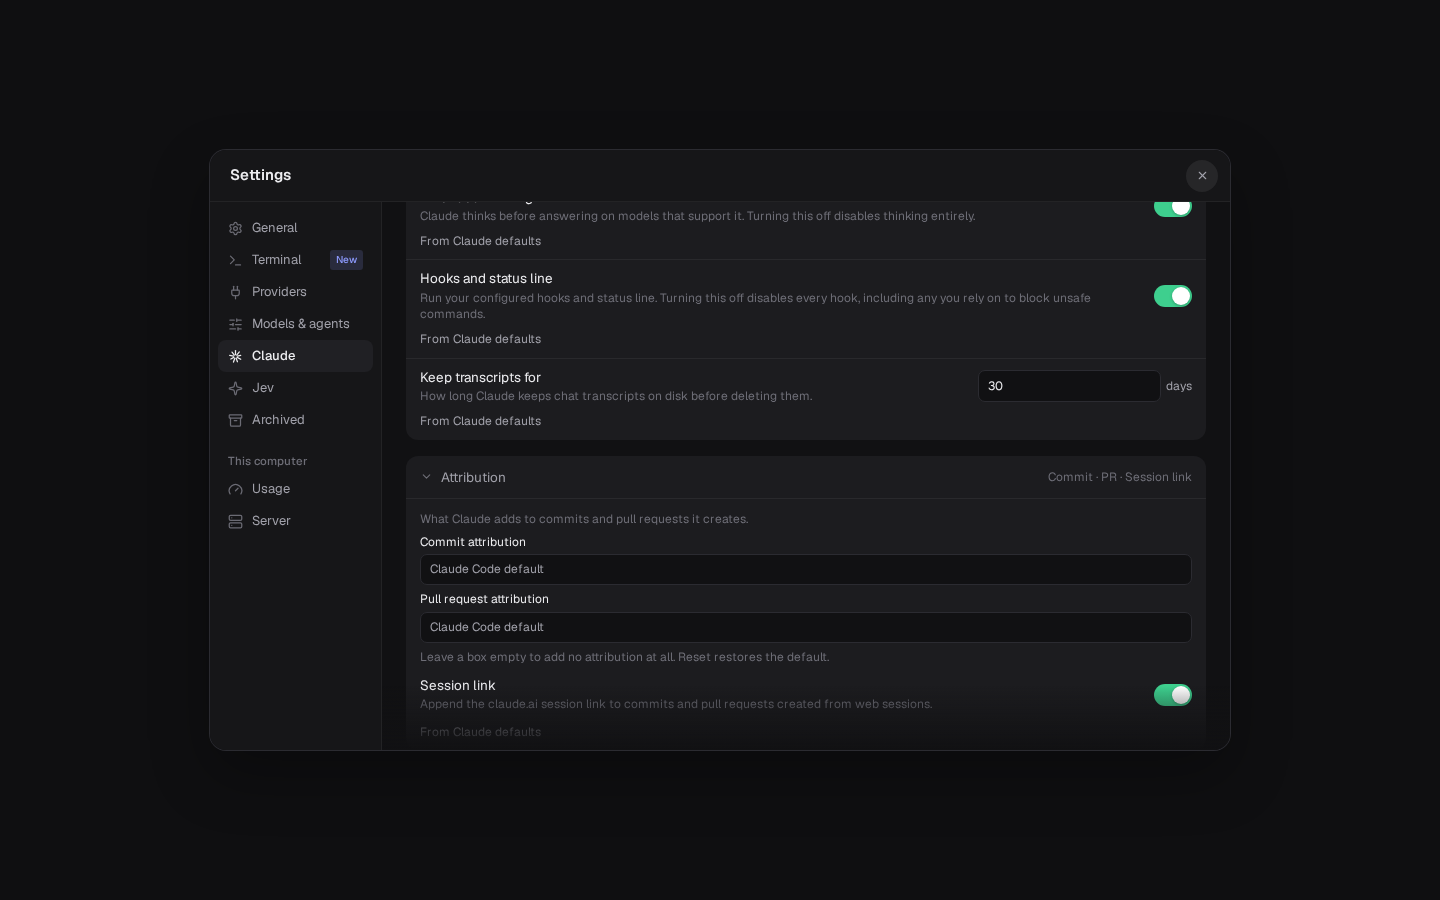 Settings
General
Terminal
New
Providers
Models & agents
Claude
Jev
Archived
This computer
Usage
Server
Claude thinks before answering on models that support it. Turning this off disables thinking entirely.
From Claude defaults
Hooks and status line
Run your configured hooks and status line. Turning this off disables every hook, including any you rely on to block unsafe
commands.
From Claude defaults
Keep transcripts for
30
days
How long Claude keeps chat transcripts on disk before deleting them.
From Claude defaults
Attribution
Commit · PR · Session link
What Claude adds to commits and pull requests it creates.
Commit attribution
Claude Code default
Pull request attribution
Claude Code default
Leave a box empty to add no attribution at all. Reset restores the default.
Session link
Append the claude.ai session link to commits and pull requests created from web sessions.
From Claude defaults